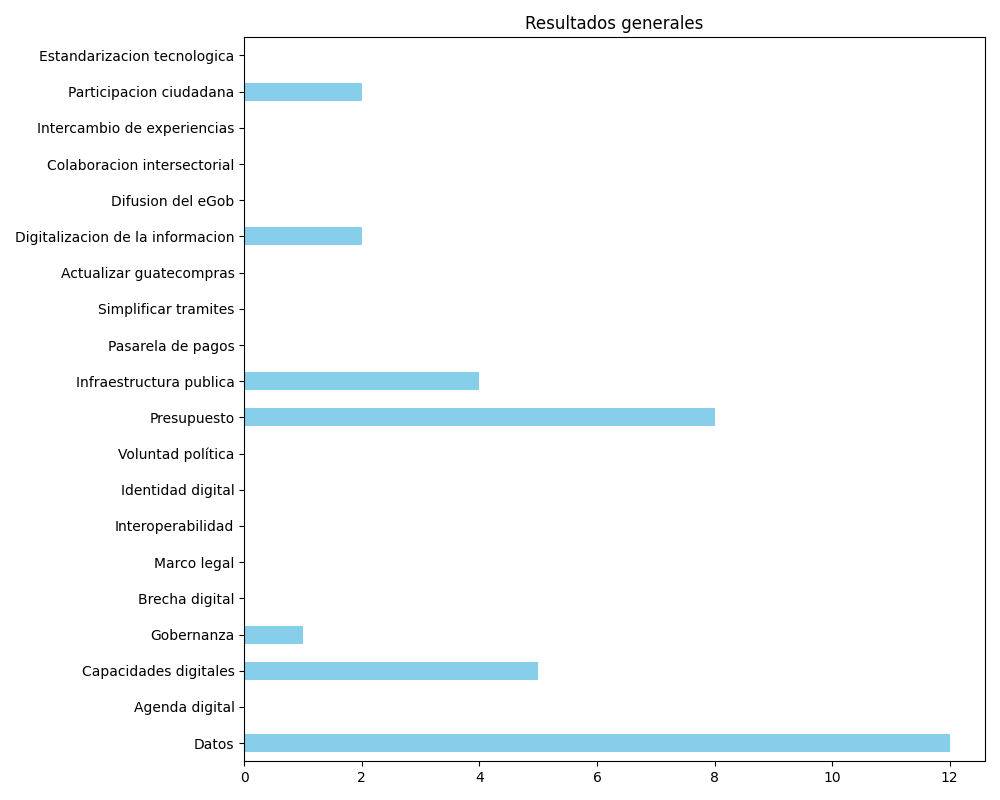 Resultados generales
Estandarizacion tecnologica
Participacion ciudadana
Intercambio de experiencias
Colaboracion intersectorial
Difusion del eGob
Digitalizacion de la informacion
Actualizar guatecompras
Simplificar tramites
Pasarela de pagos
Infraestructura publica
Presupuesto
Voluntad política
Identidad digital
Interoperabilidad
Marco legal
Brecha digital
Gobernanza
Capacidades digitales
Agenda digital
Datos
0 2 4 6 8 10 12